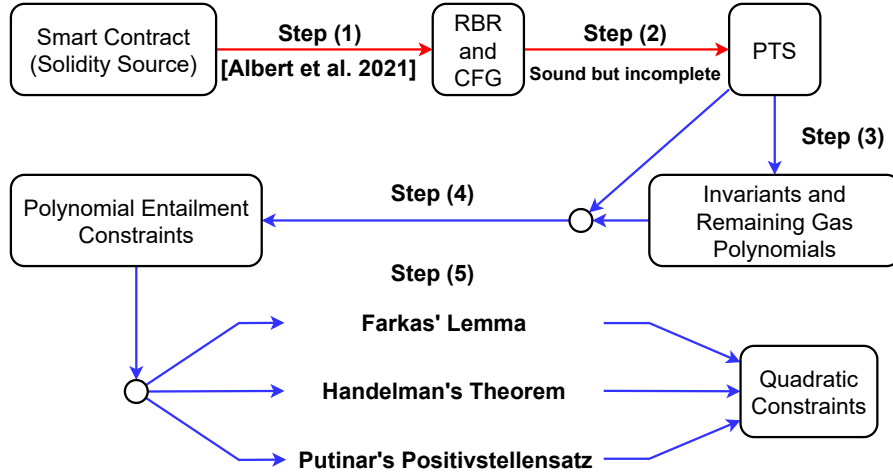 Smart Contract
(Solidity Source)
Step (1)
[Albert et al. 2021]
RBR
and
CFG
Step (2)
Sound but incomplete
PTS
Step (3)
Polynomial Entailment
Constraints
Step (4)
Invariants and
Remaining Gas
Polynomials
Step (5)
Farkas' Lemma
Handelman's Theorem
Putinar's Positivstellensatz
Quadratic
Constraints